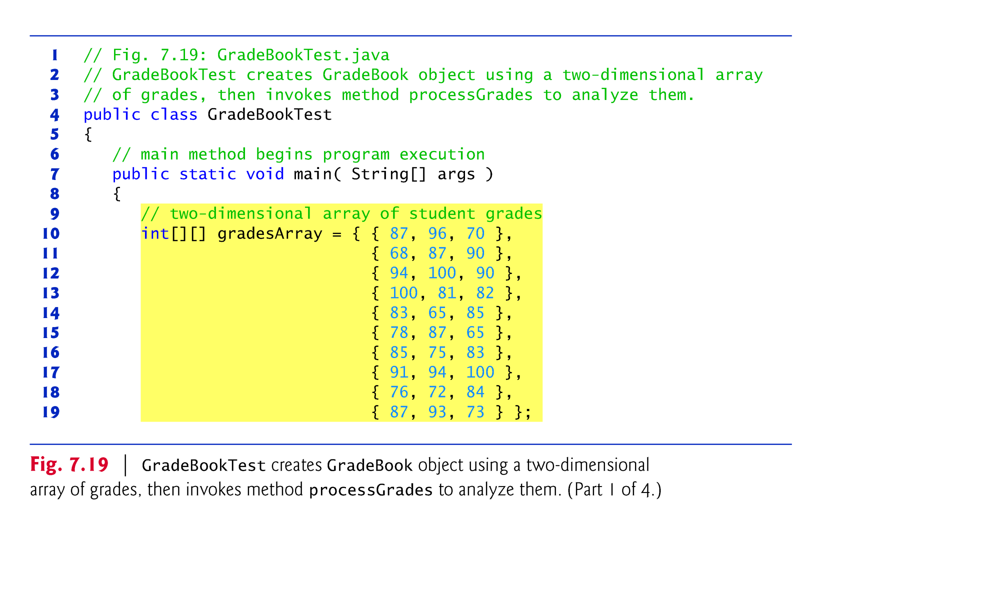 1 // Fig. 7.19: GradeBookTest.java
2 // GradeBookTest creates GradeBook object using a two-dimensional array
3 // of grades, then invokes method processGrades to analyze them.
4 public class GradeBookTest
5 {
6 // main method begins program execution
7 public static void main( String[] args )
8 {
9 // two-dimensional array of student grades
10 int[][] gradesArray = { { 87, 96, 70 },
11 { 68, 87, 90 },
12 { 94, 100, 90 },
13 { 100, 81, 82 },
14 { 83, 65, 85 },
15 { 78, 87, 65 },
16 { 85, 75, 83 },
17 { 91, 94, 100 },
18 { 76, 72, 84 },
19 { 87, 93, 73 } };
Fig. 7.19 | GradeBookTest creates GradeBook object using a two-dimensional
array of grades, then invokes method processGrades to analyze them. (Part 1 of 4.)